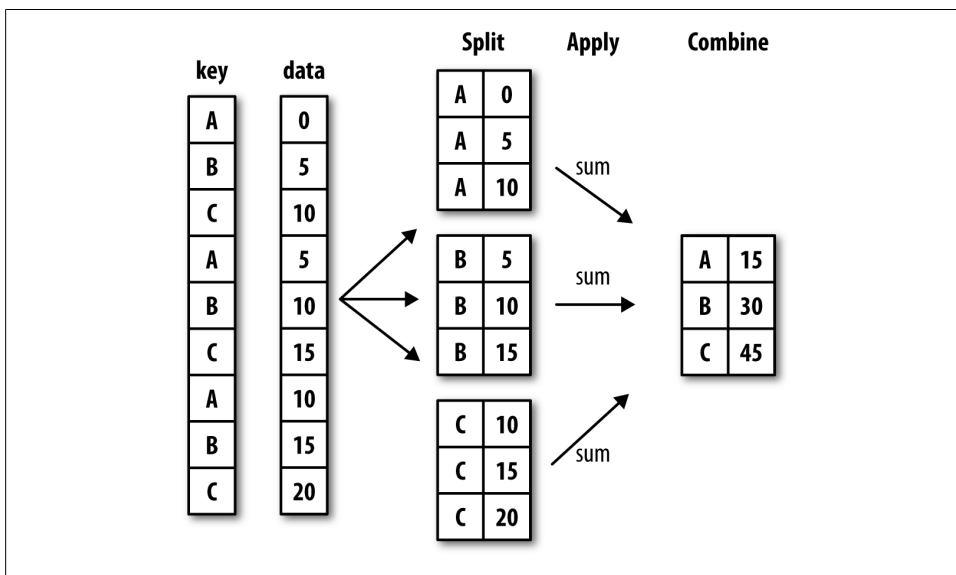 Split Apply Combine
key data
A 0
B 5
C 10
A 5
B 10
C 15
A 10
B 15
C 20
A 0
A 5
A 10
B 5
B 10
B 15
C 10
C 15
C 20
sum
sum
sum
A 15
B 30
C 45